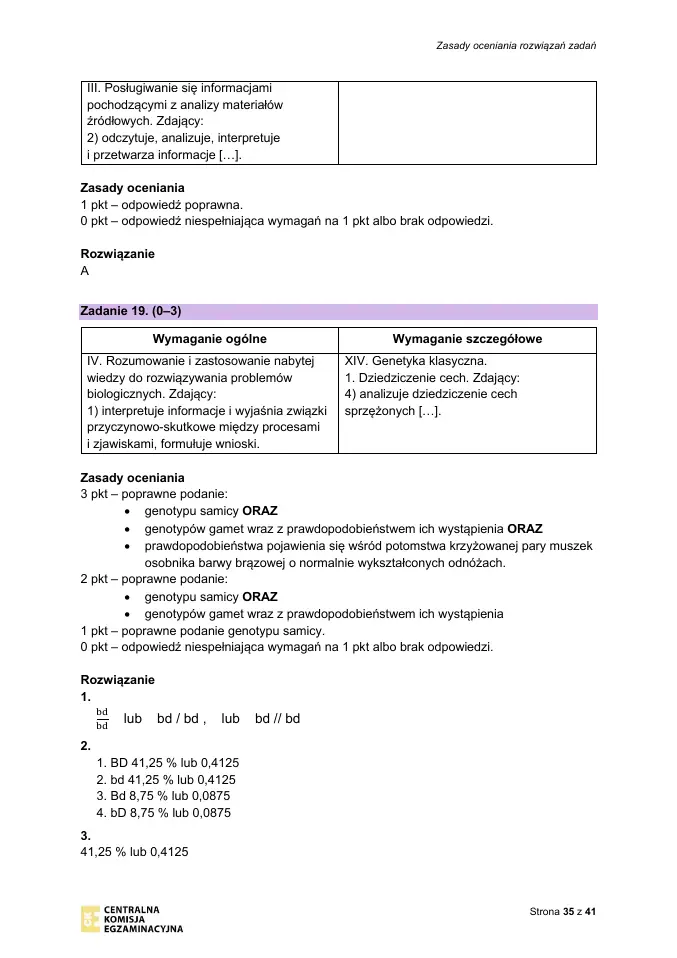 Zasady oceniania rozwiązań zadań
III. Posługiwanie się informacjami
pochodzącymi z analizy materiałów
źródłowych. Zdający:
2) odczytuje, analizuje, interpretuje
i przetwarza informacje […].
Zasady oceniania
1 pkt – odpowiedź poprawna.
0 pkt – odpowiedź niespełniająca wymagań na 1 pkt albo brak odpowiedzi.
Rozwiązanie
A
Zadanie 19. (0–3)
Wymaganie ogólne
Wymaganie szczegółowe
IV. Rozumowanie i zastosowanie nabytej
wiedzy do rozwiązywania problemów
biologicznych. Zdający:
1) interpretuje informacje i wyjaśnia związki
przyczynowo-skutkowe między procesami
i zjawiskami, formułuje wnioski.
XIV. Genetyka klasyczna.
1. Dziedziczenie cech. Zdający:
4) analizuje dziedziczenie cech
sprzężonych […].
Zasady oceniania
3 pkt – poprawne podanie:
• genotypu samicy ORAZ
• genotypów gamet wraz z prawdopodobieństwem ich wystąpienia ORAZ
• prawdopodobieństwa pojawienia się wśród potomstwa krzyżowanej pary muszek
osobnika barwy brązowej o normalnie wykształconych odnóżach.
2 pkt – poprawne podanie:
• genotypu samicy ORAZ
• genotypów gamet wraz z prawdopodobieństwem ich wystąpienia
1 pkt – poprawne podanie genotypu samicy.
0 pkt – odpowiedź niespełniająca wymagań na 1 pkt albo brak odpowiedzi.
Rozwiązanie
1.
bd
bd
lub bd / bd , lub bd // bd
2.
1. BD 41,25 % lub 0,4125
2. bd 41,25 % lub 0,4125
3. Bd 8,75 % lub 0,0875
4. bD 8,75 % lub 0,0875
3.
41,25 % lub 0,4125
CKE
CENTRALNA
KOMISJA
EGZAMINACYJNA
Strona 35 z 41